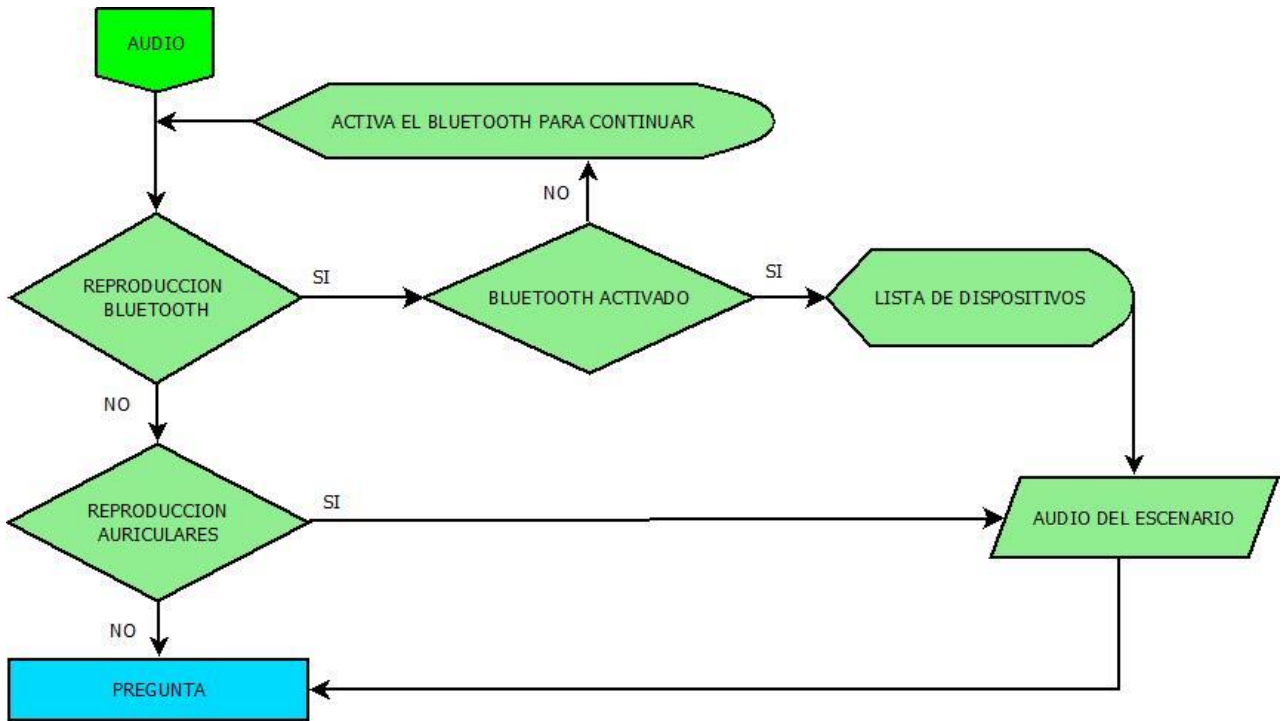 AUDIO
ACTIVA EL BLUETOOTH PARA CONTINUAR
NO
REPRODUCCION
BLUETOOTH
SI
BLUETOOTH ACTIVADO
SI
LISTA DE DISPOSITIVOS
NO
REPRODUCCION
AURICULARES
SI
AUDIO DEL ESCENARIO
NO
PREGUNTA